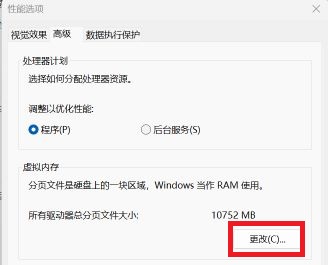 性能选项
视觉效果 高级 数据执行保护
处理器计划
选择如何分配处理器资源。
调整以优化性能:
程序(P) 后台服务(S)
虚拟内存
分页文件是硬盘上的一块区域，Windows 当作 RAM 使用。
所有驱动器总分页文件大小: 10752 MB
更改(C)...